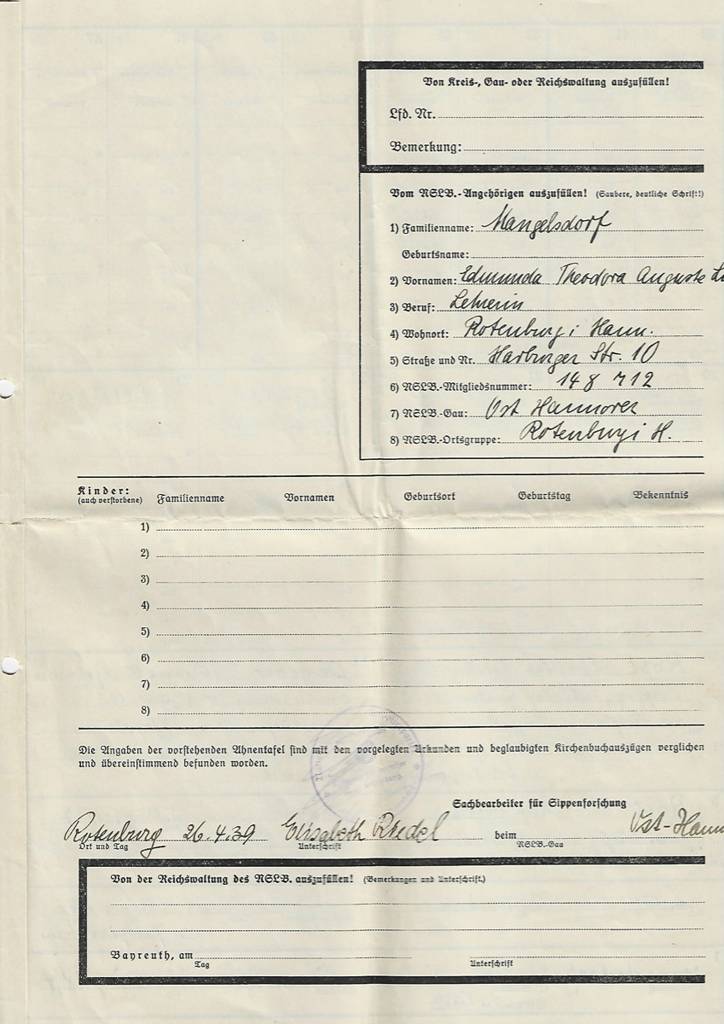 Von Kreis-, Gau- oder Reichswaltung auszufüllen!
Lfd. Nr.
Bemerkung:
Vom NSLB.-Angehörigen auszufüllen! (Saubere, deutliche Schrift!)
1) Familienname: Mangelsdorf
Geburtsname:
2) Vornamen: Edmunda Theodora Auguste
3) Beruf: Lehrerin
4) Wohnort: Rotenburg i Hann.
5) Straße und Nr. Harburger Str. 10
6) NSLB.-Mitgliedsnummer: 148 712
7) NSLB.-Gau: Ost Hannover
8) NSLB.-Ortsgruppe: Rotenburg i H.
Kinder:
(auch verstorbene) Familienname Vornamen Geburtsort Geburtstag Bekenntnis
1)
2)
3)
4)
5)
6)
7)
8)
Die Angaben der vorstehenden Ahnentafel sind mit den vorgelegten Urkunden und beglaubigten Kirchenbuchauszügen verglichen
und übereinstimmend befunden worden.
Sachbearbeiter für Sippenforschung
Rotenburg 26.4.39 Elisabeth Riedel beim Ost-Hann
Ort und Tag Unterschrift NSLB.-Gau
Von der Reichswaltung des NSLB. auszufüllen! (Bemerkungen und Unterschrift.)
Bayreuth, am
Tag Unterschrift